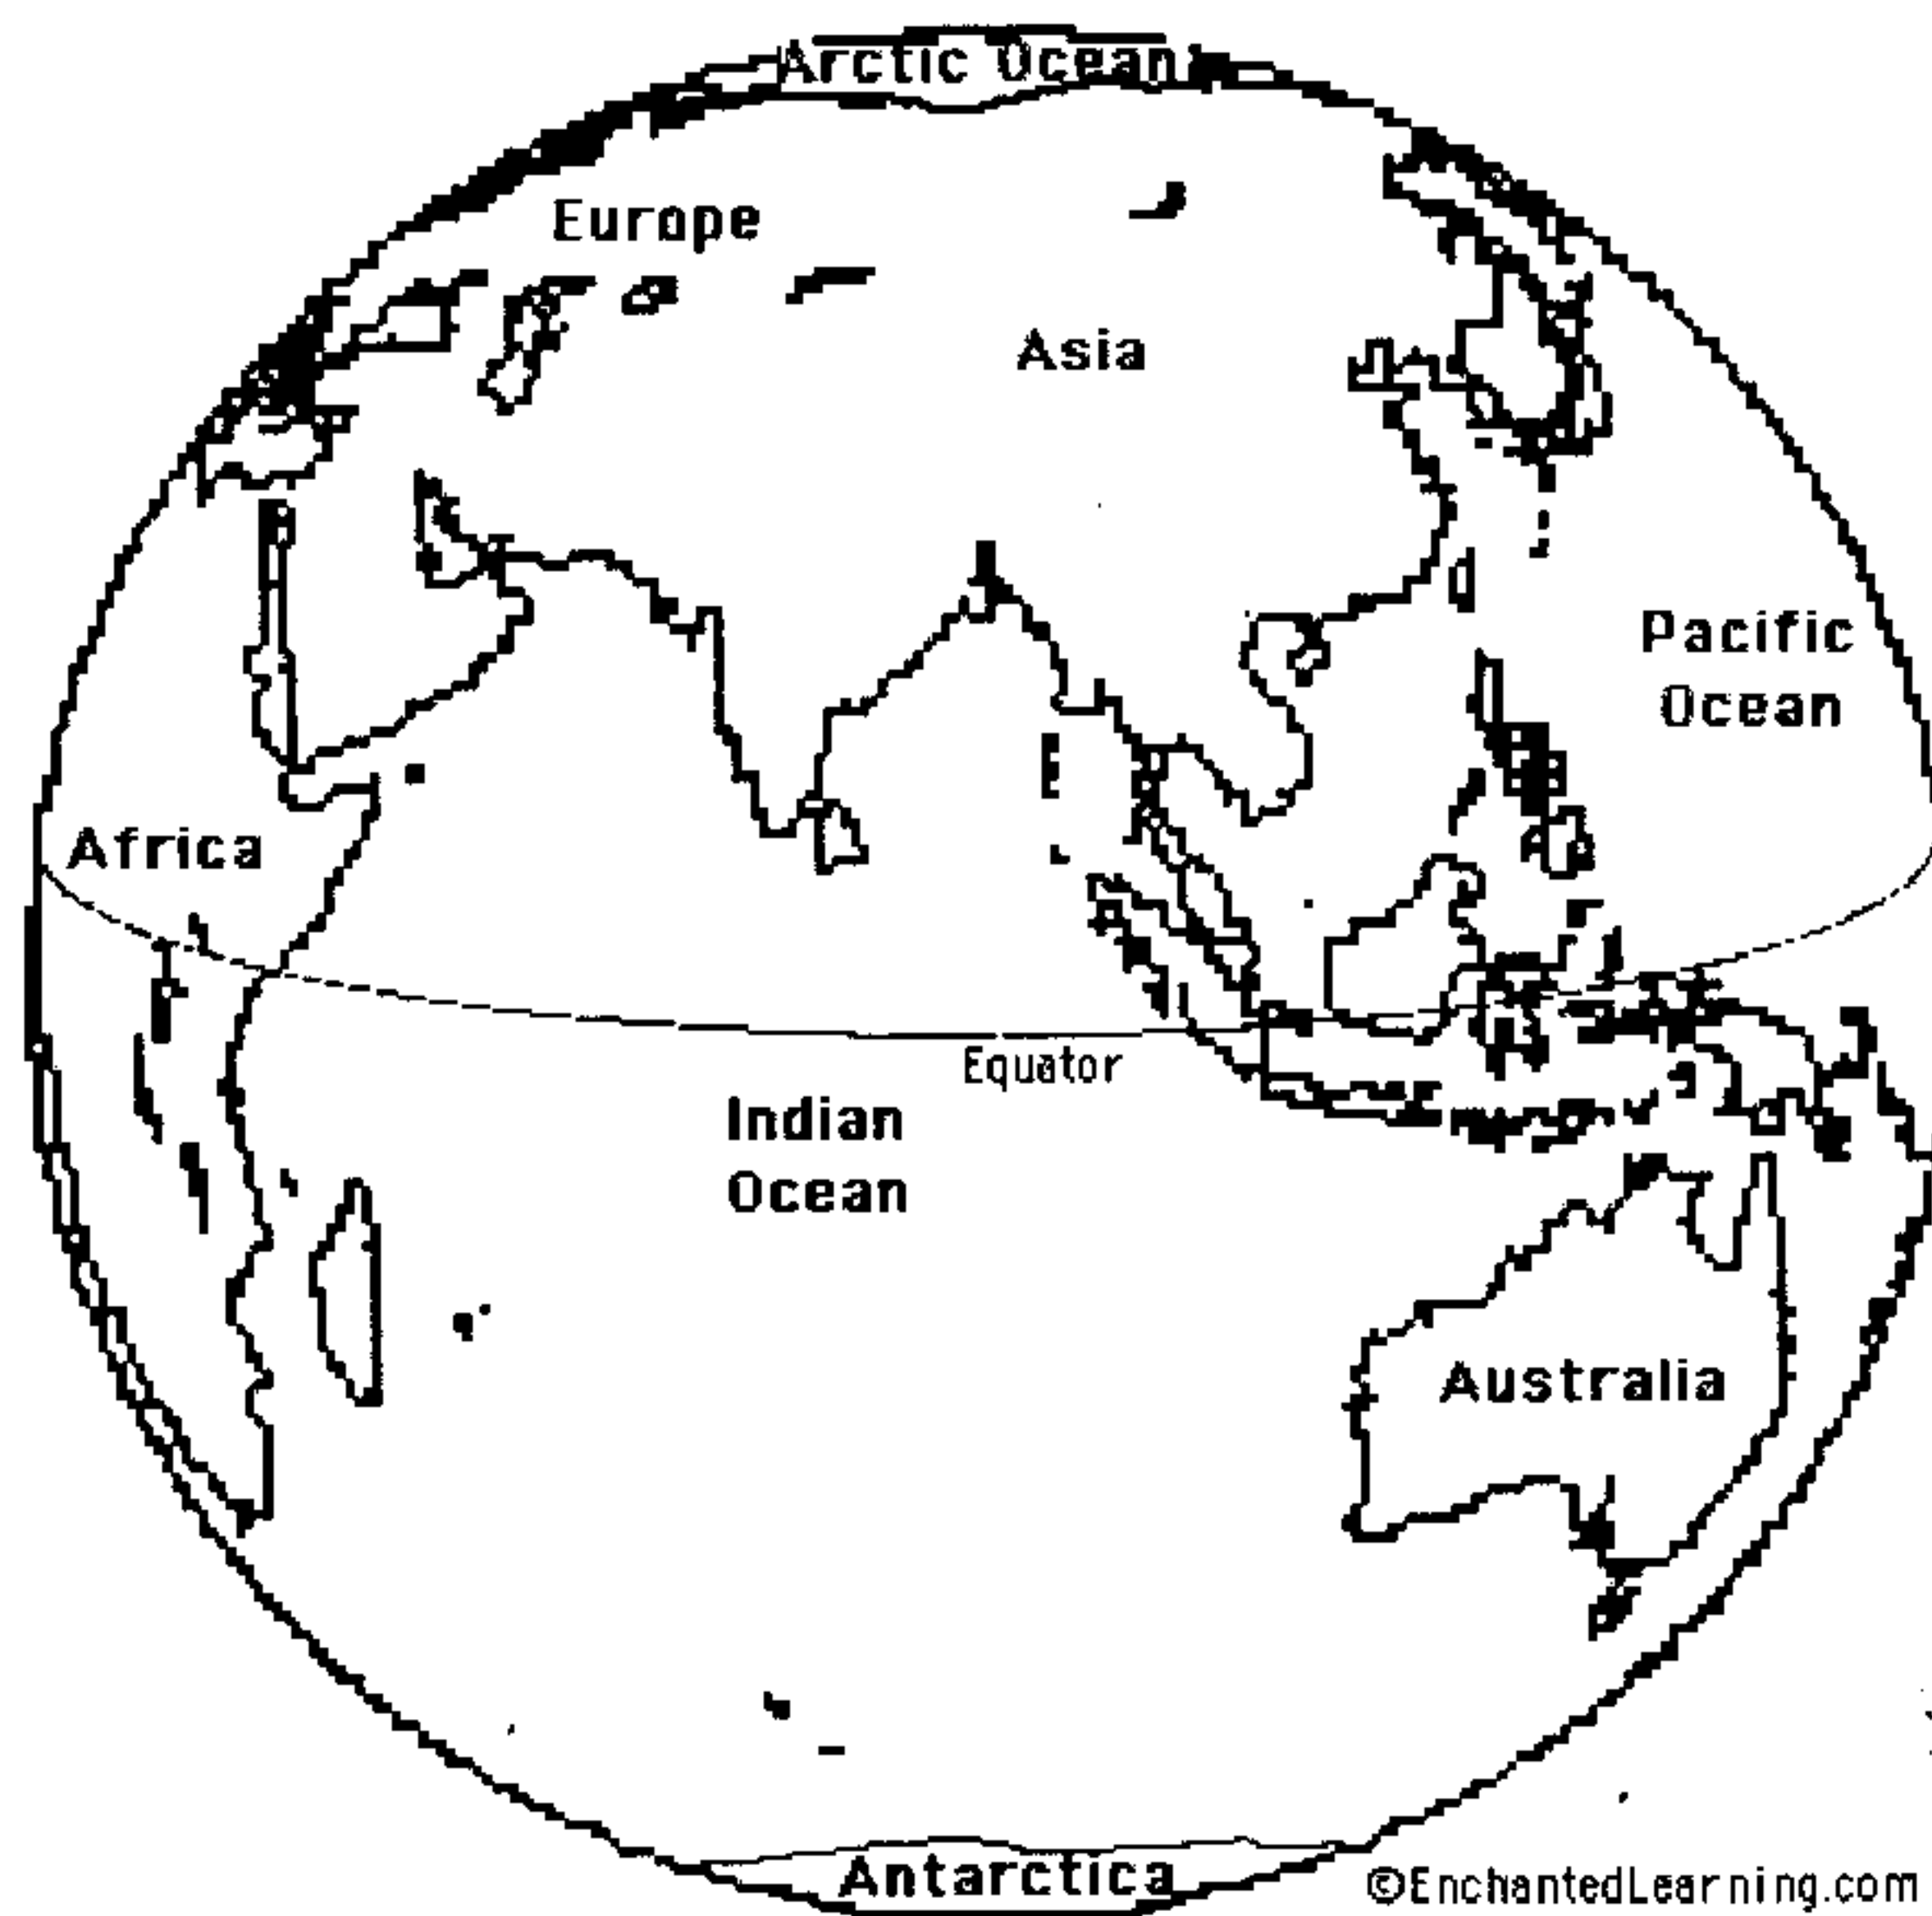 Arctic Ocean
Europe
Asia
Pacific
Ocean
Africa
Equator
Indian
Ocean
Australia
Antarctica
©EnchantedLearning.com